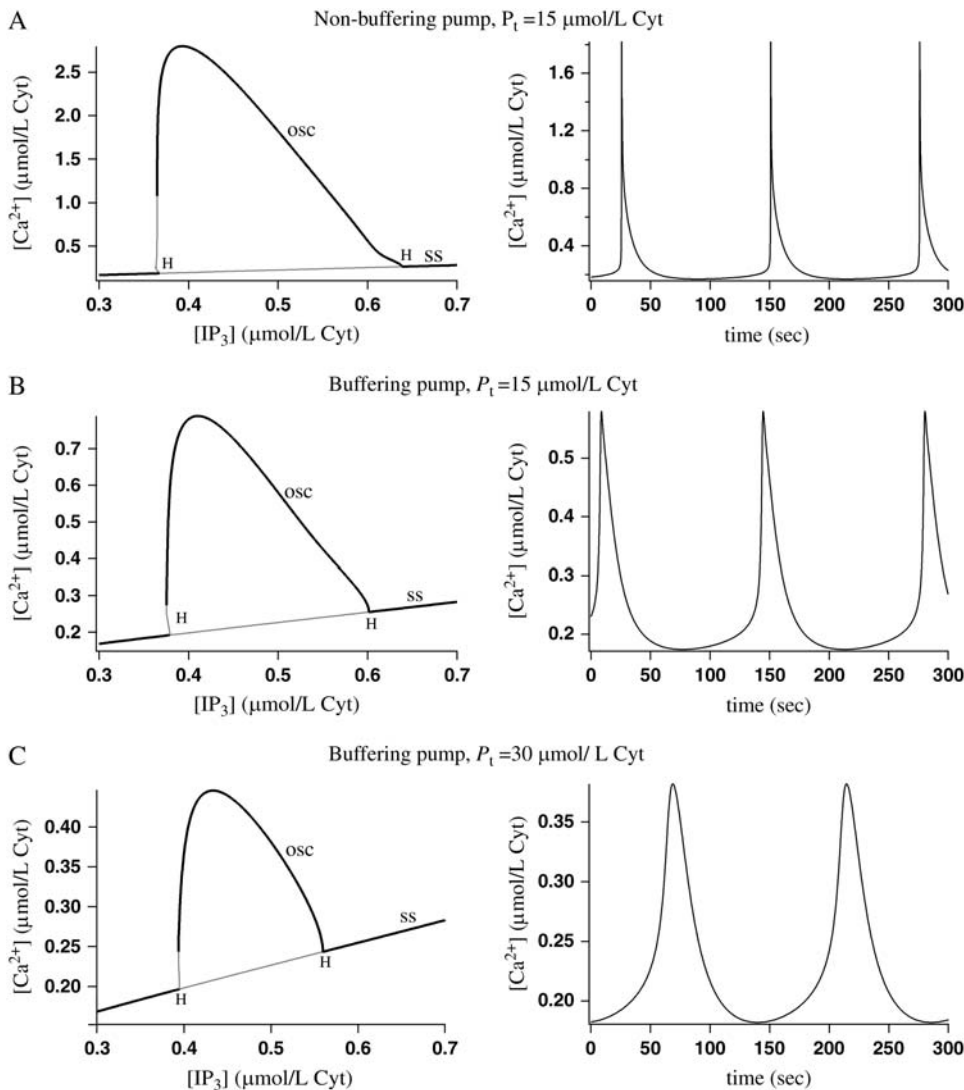 A
Non-buffering pump, Pt =15 μmol/L Cyt
[Ca2+] (μmol/L Cyt)
2.5
2.0
1.5
1.0
0.5
osc
H
H
SS
0.3 0.4 0.5 0.6 0.7
[IP3] (μmol/L Cyt)
[Ca2+] (μmol/L Cyt)
1.6
1.2
0.8
0.4
0 50 100 150 200 250 300
time (sec)
B
Buffering pump, Pt =15 μmol/L Cyt
[Ca2+] (μmol/L Cyt)
0.7
0.6
0.5
0.4
0.3
0.2
osc
H
H
ss
0.3 0.4 0.5 0.6 0.7
[IP3] (μmol/L Cyt)
[Ca2+] (μmol/L Cyt)
0.5
0.4
0.3
0.2
0 50 100 150 200 250 300
time (sec)
C
Buffering pump, Pt =30 μmol/ L Cyt
[Ca2+] (μmol/L Cyt)
0.40
0.35
0.30
0.25
0.20
osc
H
H
ss
0.3 0.4 0.5 0.6 0.7
[IP3] (μmol/L Cyt)
[Ca2+] (μmol/L Cyt)
0.35
0.30
0.25
0.20
0 50 100 150 200 250 300
time (sec)